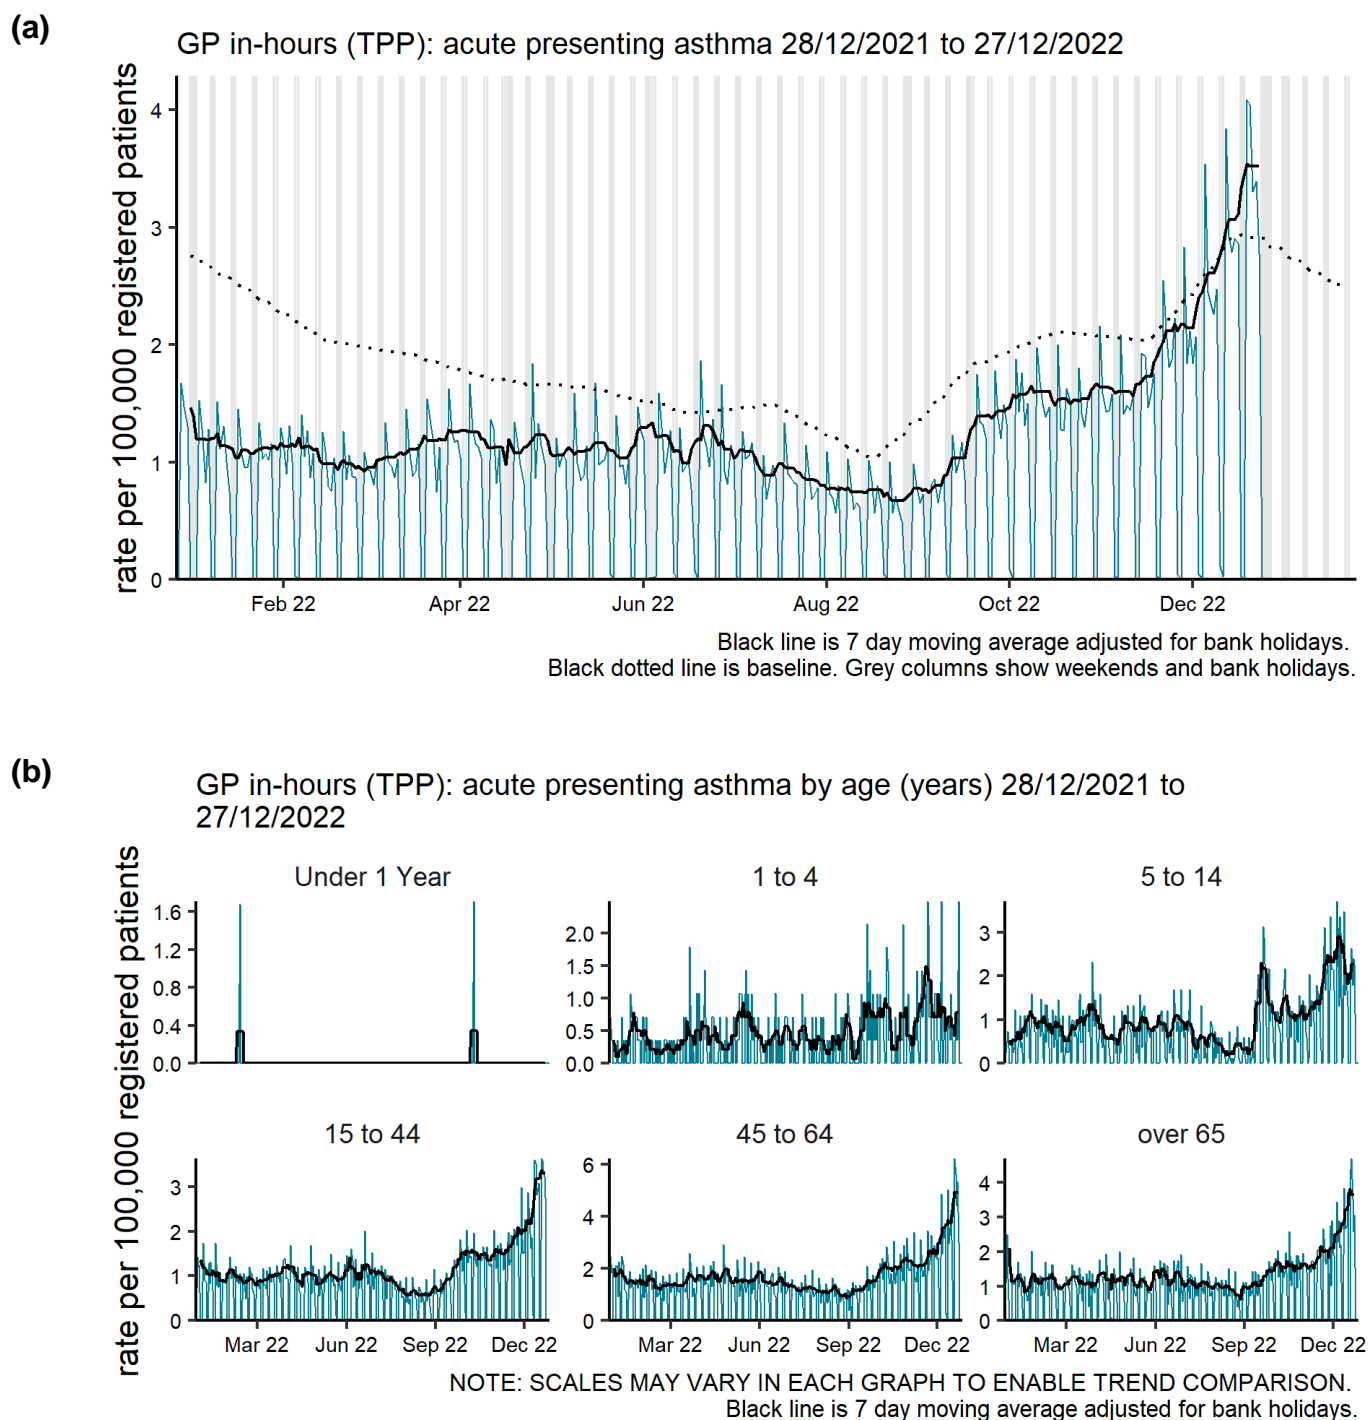 (a)
GP in-hours (TPP): acute presenting asthma 28/12/2021 to 27/12/2022
rate per 100,000 registered patients
4
3
2
1
0
Feb 22 Apr 22 Jun 22 Aug 22 Oct 22 Dec 22
Black line is 7 day moving average adjusted for bank holidays.
Black dotted line is baseline. Grey columns show weekends and bank holidays.
(b)
GP in-hours (TPP): acute presenting asthma by age (years) 28/12/2021 to
27/12/2022
rate per 100,000 registered patients
Under 1 Year
1.6
1.2
0.8
0.4
0.0
1 to 4
2.0
1.5
1.0
0.5
0.0
5 to 14
3
2
1
0
15 to 44
3
2
1
0
Mar 22 Jun 22 Sep 22 Dec 22
45 to 64
6
4
2
0
Mar 22 Jun 22 Sep 22 Dec 22
over 65
4
3
2
1
0
Mar 22 Jun 22 Sep 22 Dec 22
NOTE: SCALES MAY VARY IN EACH GRAPH TO ENABLE TREND COMPARISON.
Black line is 7 day moving average adjusted for bank holidays.